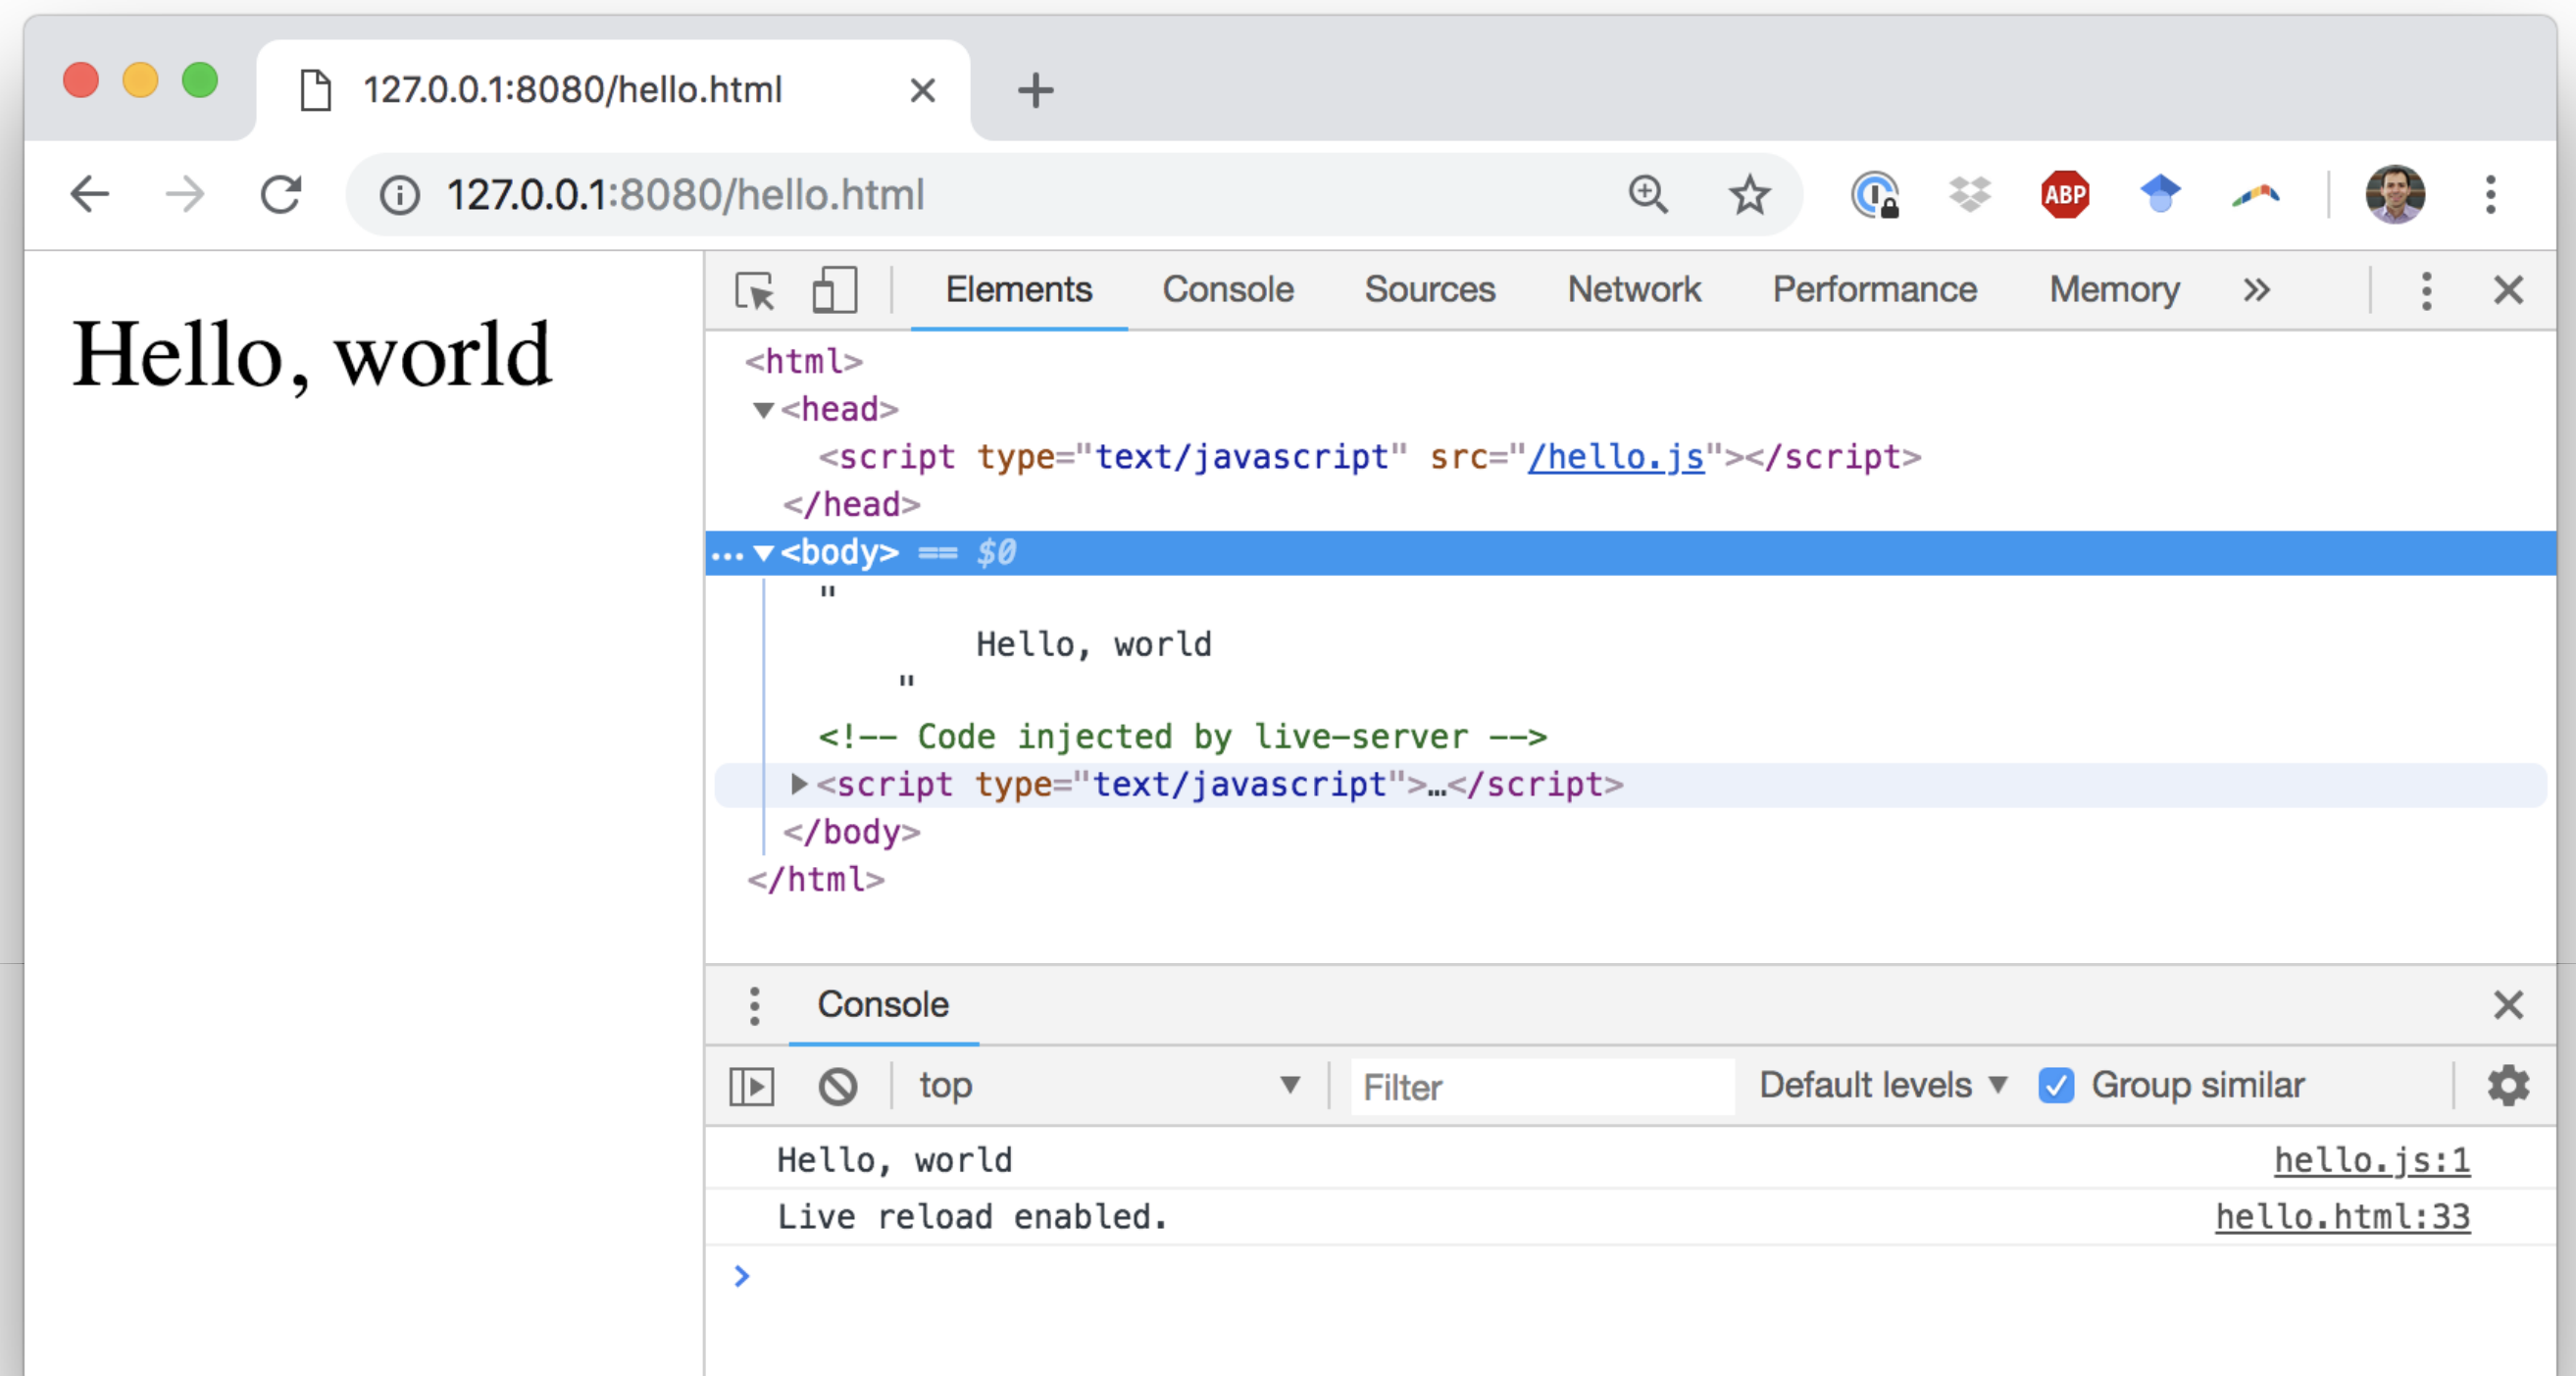 127.0.0.1:8080/hello.html
127.0.0.1:8080/hello.html
ABP
Hello, world
Elements Console Sources Network Performance Memory »
<html>
▼<head>
<script type="text/javascript" src="/hello.js"></script>
</head>
… ▼<body> == $0
"
Hello, world
"
<!-- Code injected by live-server -->
▶<script type="text/javascript">…</script>
</body>
</html>
Console
top ▼ Filter Default levels ▼ Group similar
Hello, world hello.js:1
Live reload enabled. hello.html:33
>